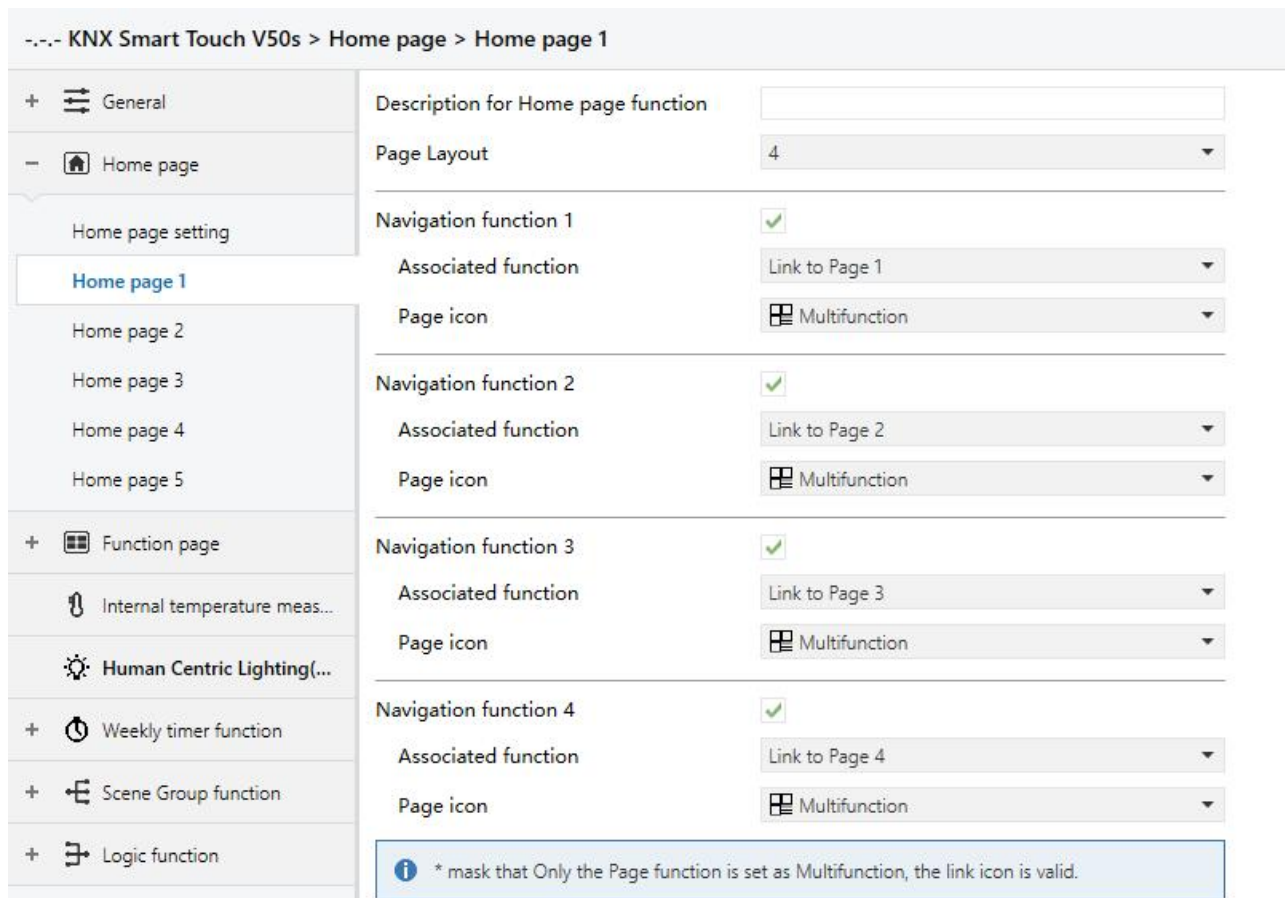 -.-.- KNX Smart Touch V50s > Home page > Home page 1
+ General
− Home page
Home page setting
Home page 1
Home page 2
Home page 3
Home page 4
Home page 5
+ Function page
Internal temperature meas...
Human Centric Lighting(...
+ Weekly timer function
+ Scene Group function
+ Logic function
Description for Home page function
Page Layout 4
Navigation function 1
Associated function Link to Page 1
Page icon Multifunction
Navigation function 2
Associated function Link to Page 2
Page icon Multifunction
Navigation function 3
Associated function Link to Page 3
Page icon Multifunction
Navigation function 4
Associated function Link to Page 4
Page icon Multifunction
* mask that Only the Page function is set as Multifunction, the link icon is valid.